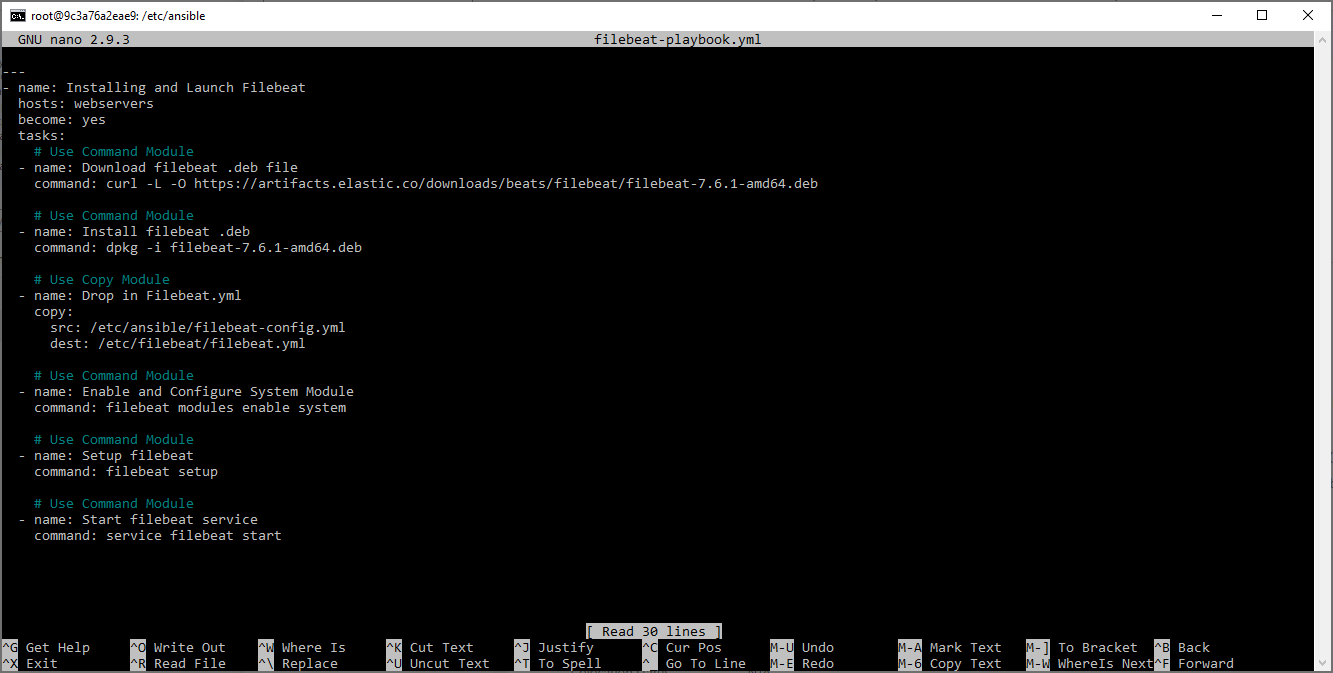 root@9c3a76a2eae9: /etc/ansible
GNU nano 2.9.3 filebeat-playbook.yml
---
- name: Installing and Launch Filebeat
  hosts: webservers
  become: yes
  tasks:
    # Use Command Module
  - name: Download filebeat .deb file
    command: curl -L -O https://artifacts.elastic.co/downloads/beats/filebeat/filebeat-7.6.1-amd64.deb
    # Use Command Module
  - name: Install filebeat .deb
    command: dpkg -i filebeat-7.6.1-amd64.deb
    # Use Copy Module
  - name: Drop in Filebeat.yml
    copy:
      src: /etc/ansible/filebeat-config.yml
      dest: /etc/filebeat/filebeat.yml
    # Use Command Module
  - name: Enable and Configure System Module
    command: filebeat modules enable system
    # Use Command Module
  - name: Setup filebeat
    command: filebeat setup
    # Use Command Module
  - name: Start filebeat service
    command: service filebeat start
[ Read 30 lines ]
^G Get Help ^O Write Out ^W Where Is ^K Cut Text ^J Justify ^C Cur Pos M-U Undo M-A Mark Text M-] To Bracket ^B Back
^X Exit ^R Read File ^\ Replace ^U Uncut Text ^T To Spell ^_ Go To Line M-E Redo M-6 Copy Text M-W WhereIs Next ^F Forward